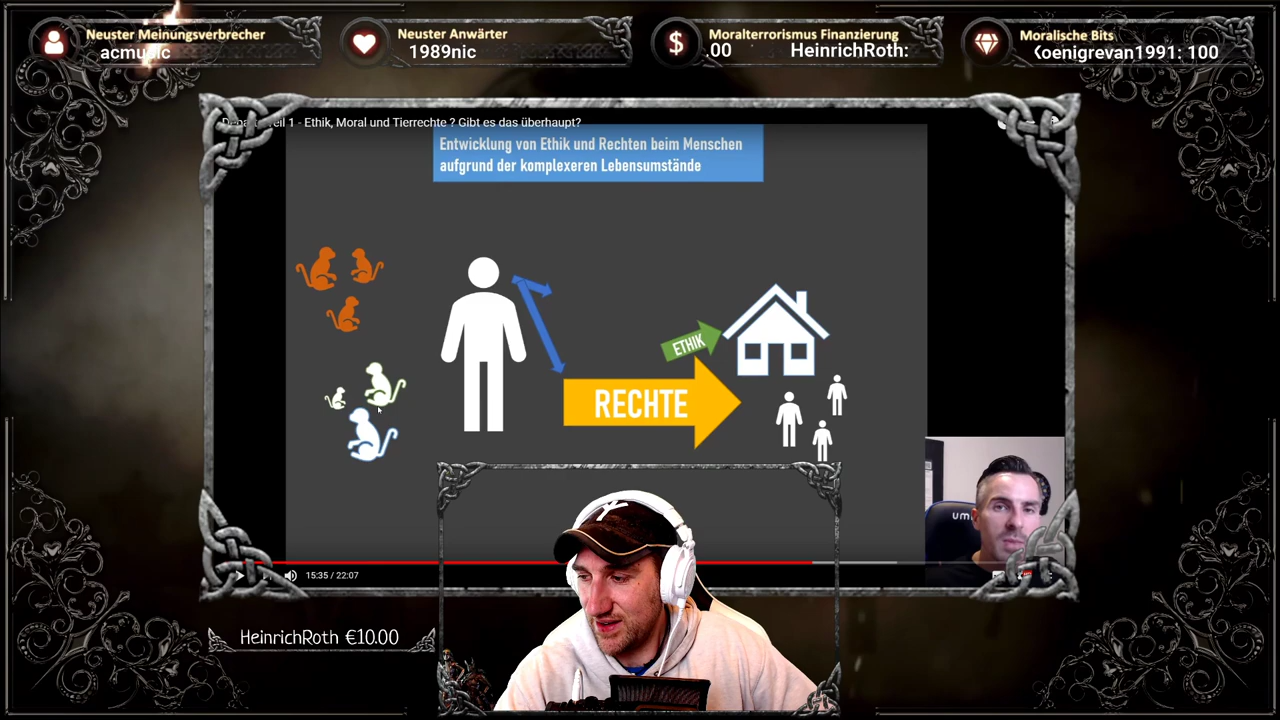 Neuster Meinungsverbrecher
acmusic
Neuster Anwärter
1989nic
Moralterrorismus Finanzierung
.00 HeinrichRoth:
Moralische Bits
Koenigrevan1991: 100
Teil 1 - Ethik, Moral und Tierrechte ? Gibt es das überhaupt?
Entwicklung von Ethik und Rechten beim Menschen
aufgrund der komplexeren Lebensumstände
ETHIK
RECHTE
um
15:35 / 22:07
HeinrichRoth €10.00